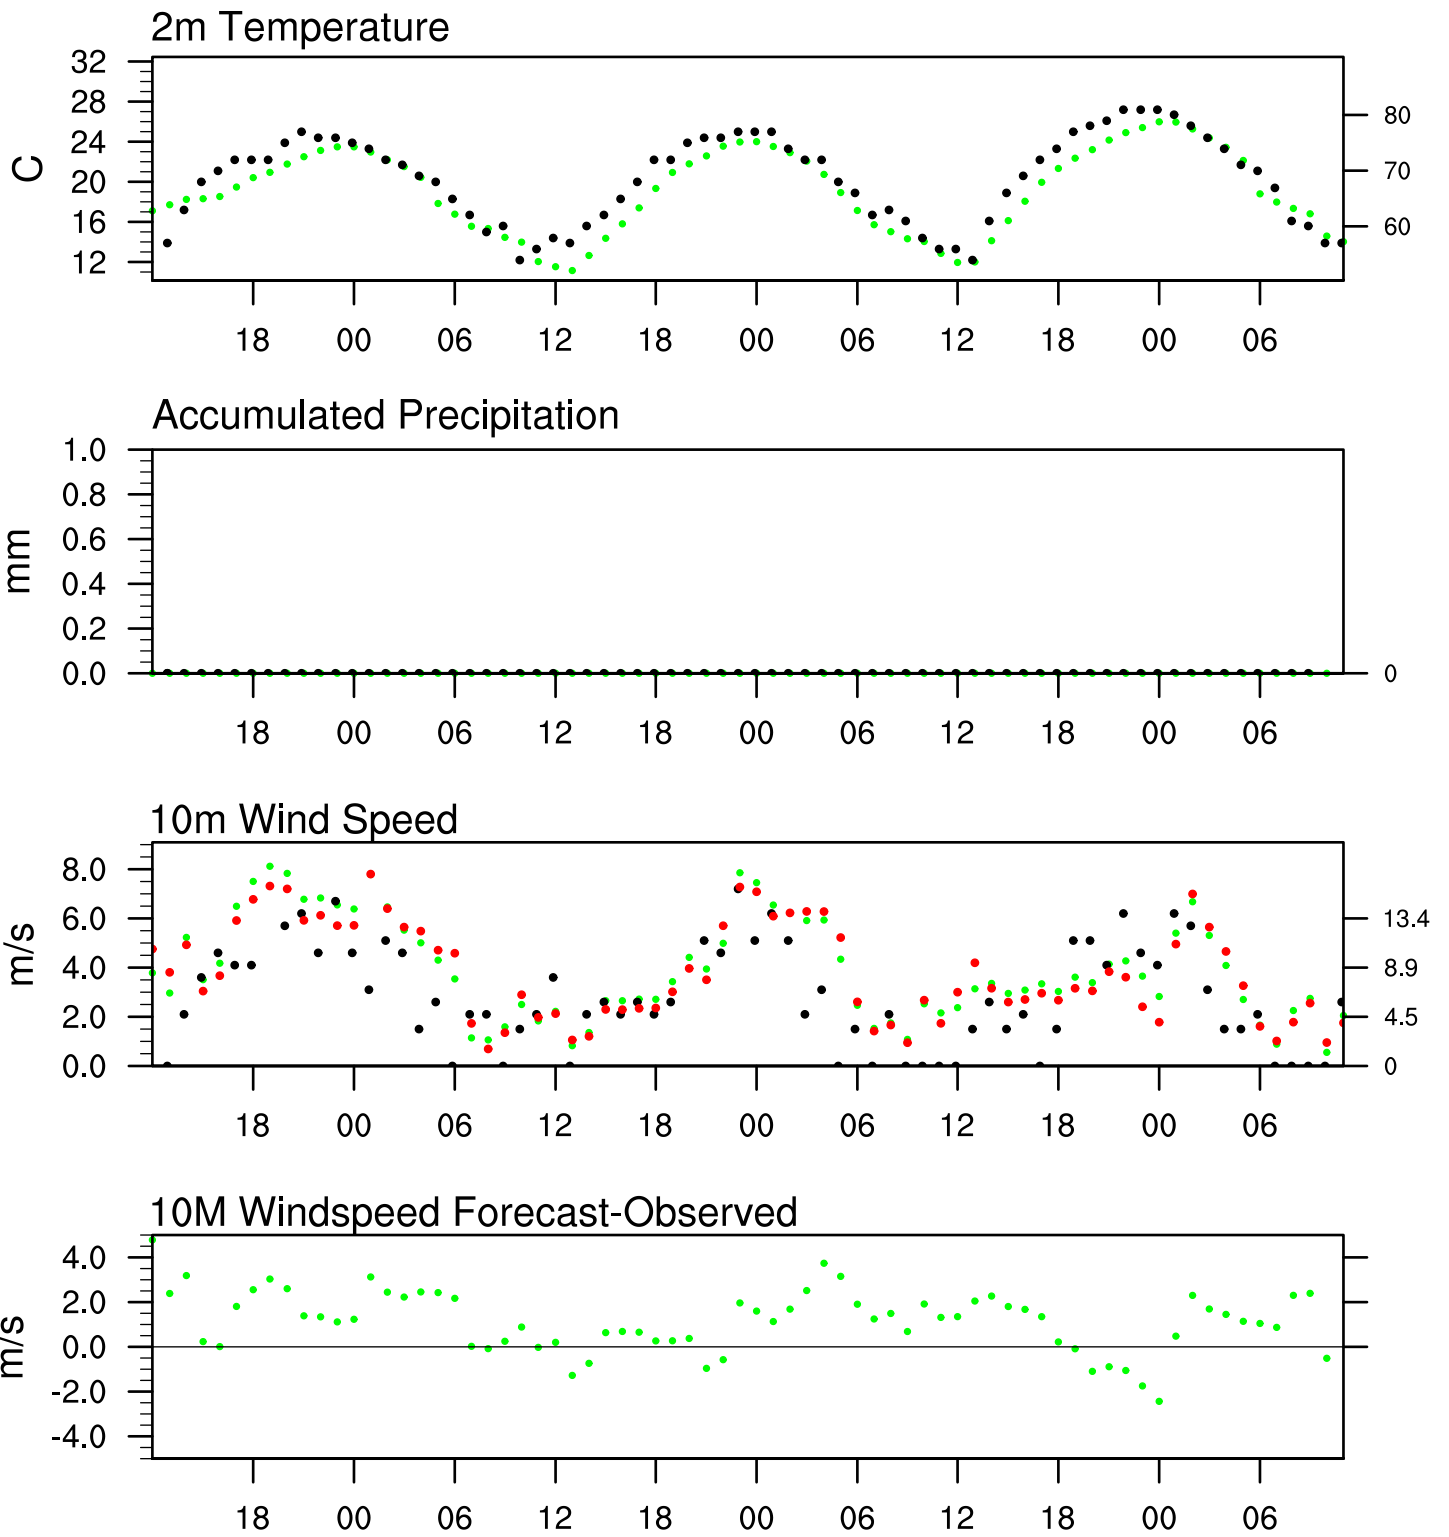 2m Temperature
32
28
24
20
16
12
C
80
70
60
18 00 06 12 18 00 06 12 18 00 06
Accumulated Precipitation
1.0
0.8
0.6
0.4
0.2
0.0
mm
0
18 00 06 12 18 00 06 12 18 00 06
10m Wind Speed
8.0
6.0
4.0
2.0
0.0
m/s
13.4
8.9
4.5
0
18 00 06 12 18 00 06 12 18 00 06
10M Windspeed Forecast-Observed
4.0
2.0
0.0
-2.0
-4.0
m/s
18 00 06 12 18 00 06 12 18 00 06